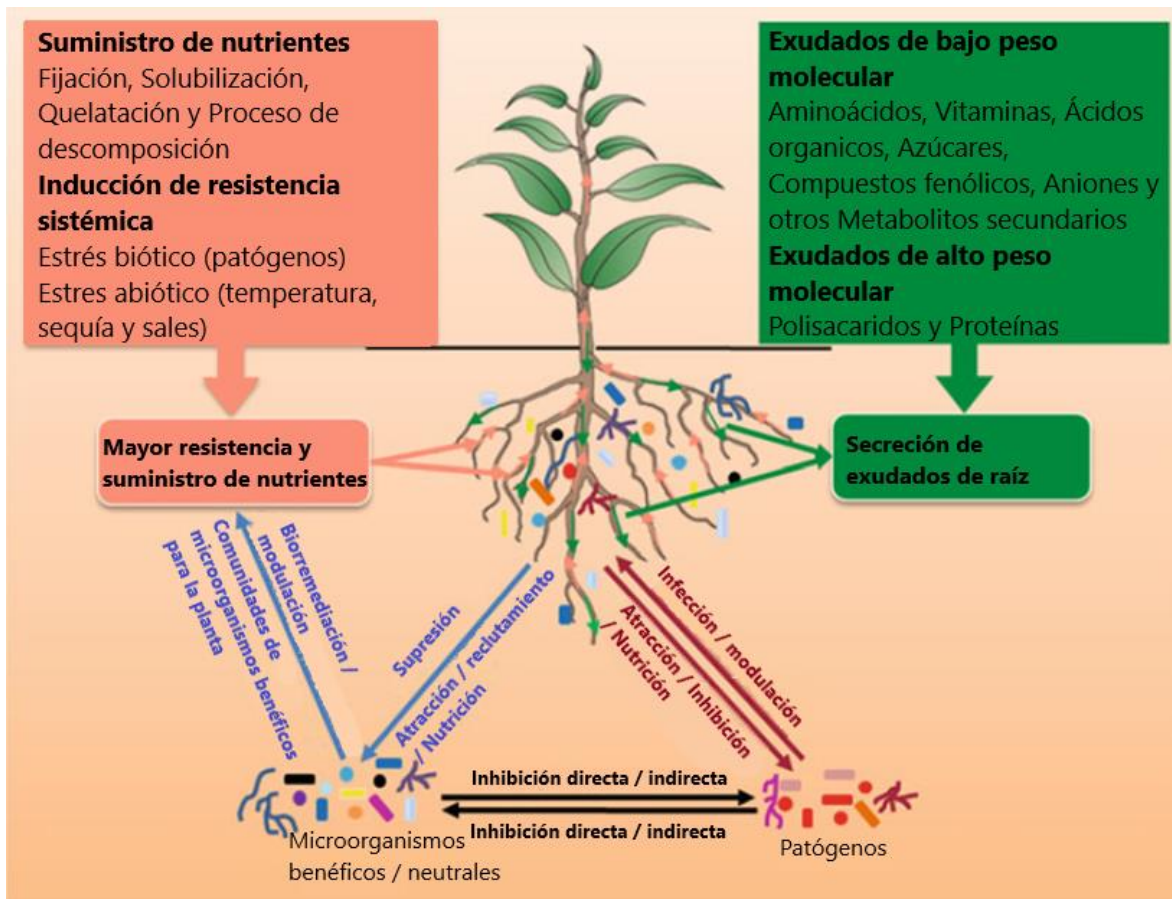 Suministro de nutrientes
Fijación, Solubilización,
Quelatación y Proceso de
descomposición
Inducción de resistencia
sistémica
Estrés biótico (patógenos)
Estres abiótico (temperatura,
sequía y sales)
Exudados de bajo peso
molecular
Aminoácidos, Vitaminas, Ácidos
organicos, Azúcares,
Compuestos fenólicos, Aniones y
otros Metabolitos secundarios
Exudados de alto peso
molecular
Polisacaridos y Proteínas
Mayor resistencia y
suministro de nutrientes
Secreción de
exudados de raíz
Biorremediación /
modulación
Comunidades de
microorganismos benéficos
para la planta
Supresión
Atracción / reclutamiento
/ Nutrición
Infección / modulación
Atracción / Inhibición
/ Nutrición
Inhibición directa / indirecta
Inhibición directa / indirecta
Microorganismos
benéficos / neutrales
Patógenos